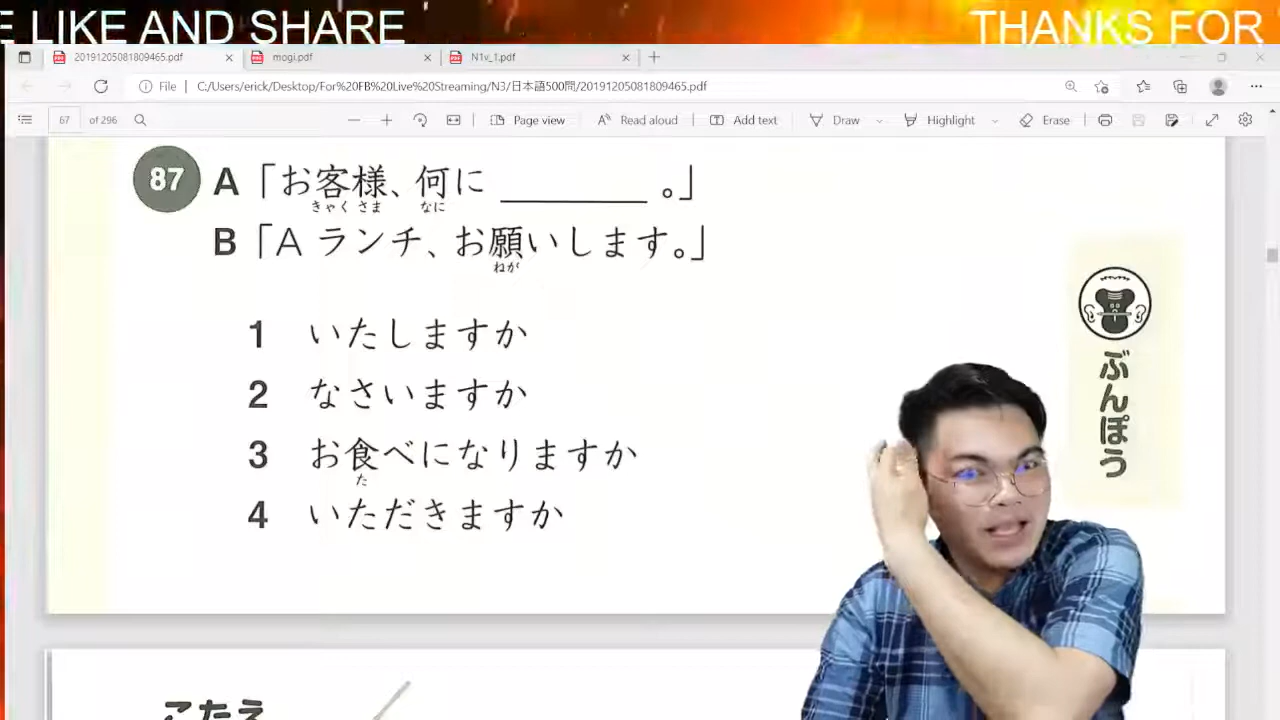 E LIKE AND SHARE
THANKS FOR
20191205081809465.pdf
mogi.pdf
N1v_1.pdf
File
C:/Users/erick/Desktop/For%20FB%20Live%20Streaming/N3/日本語500問/20191205081809465.pdf
67 of 296
Page view
Read aloud
Add text
Draw
Highlight
Erase
87 A「お客様、何に ________ 。」
きゃく さま なに
B「A ランチ、お願いします。」
ねが
1 いたしますか
2 なさいますか
3 お食べになりますか
た
4 いただきますか
ぶんぽう
こたえ